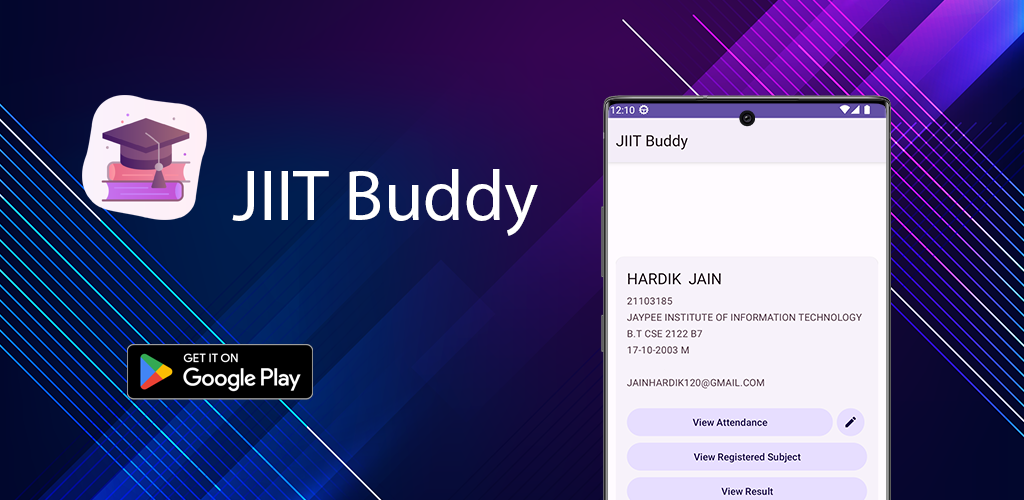 JIIT Buddy
GET IT ON
Google Play
12:10
JIIT Buddy
HARDIK JAIN
21103185
JAYPEE INSTITUTE OF INFORMATION TECHNOLOGY
B.T CSE 2122 B7
17-10-2003 M
JAINHARDIK120@GMAIL.COM
View Attendance
View Registered Subject
View Result